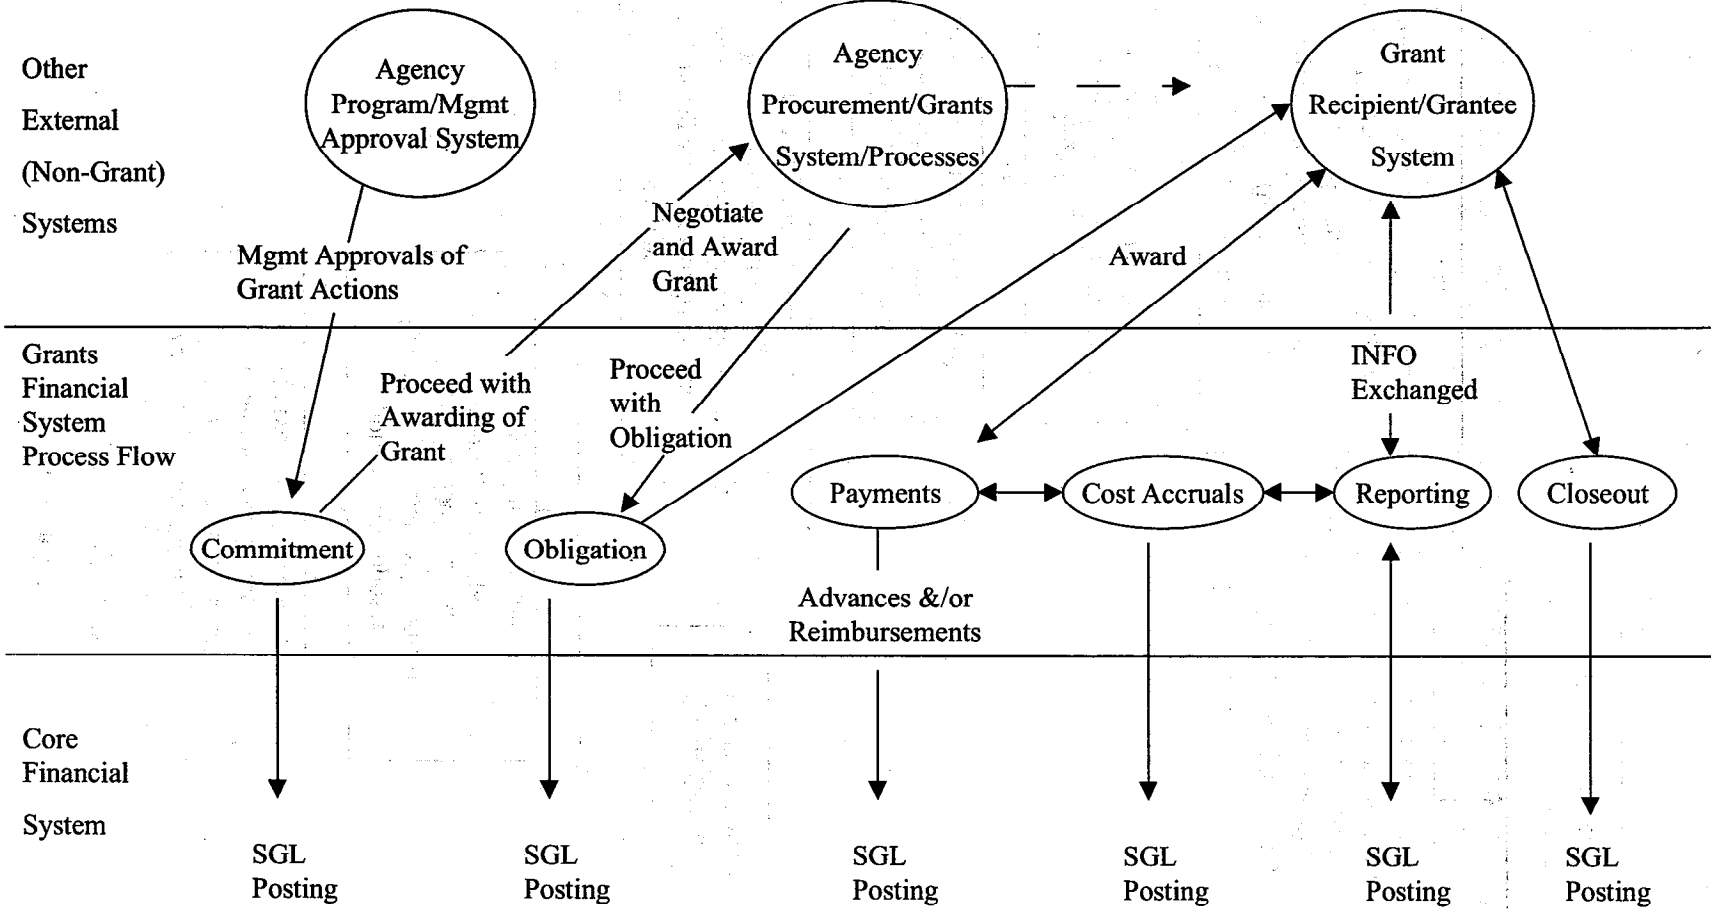 Other
External
(Non-Grant)
Systems
Agency
Program/Mgmt
Approval System
Agency
Procurement/Grants
System/Processes
Grant
Recipient/Grantee
System
Mgmt Approvals of
Grant Actions
Negotiate
and Award
Grant
Award
Grants
Financial
System
Process Flow
Proceed with
Awarding of
Grant
Proceed
with
Obligation
INFO
Exchanged
Commitment
Obligation
Payments
Cost Accruals
Reporting
Closeout
Advances &/or
Reimbursements
Core
Financial
System
SGL
Posting
SGL
Posting
SGL
Posting
SGL
Posting
SGL
Posting
SGL
Posting